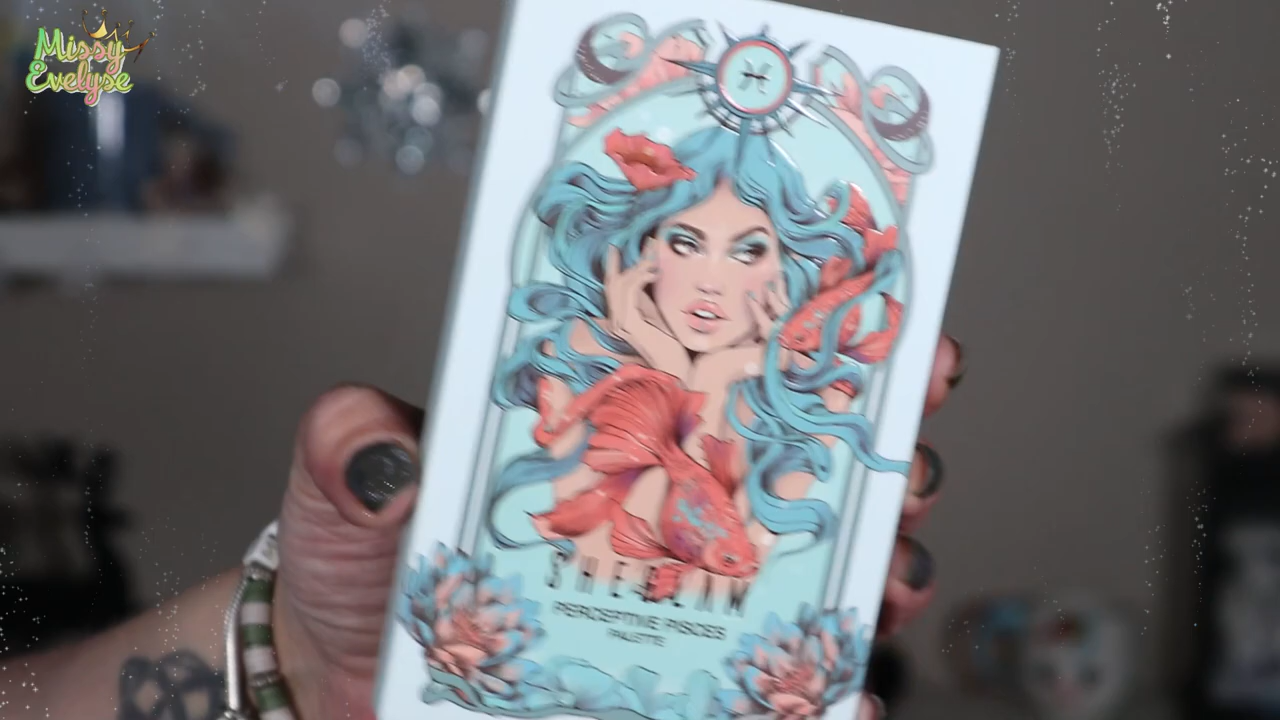 Missy
Evelyse
SHEGLAM
PERCEPTIVE PISCES
PALETTE